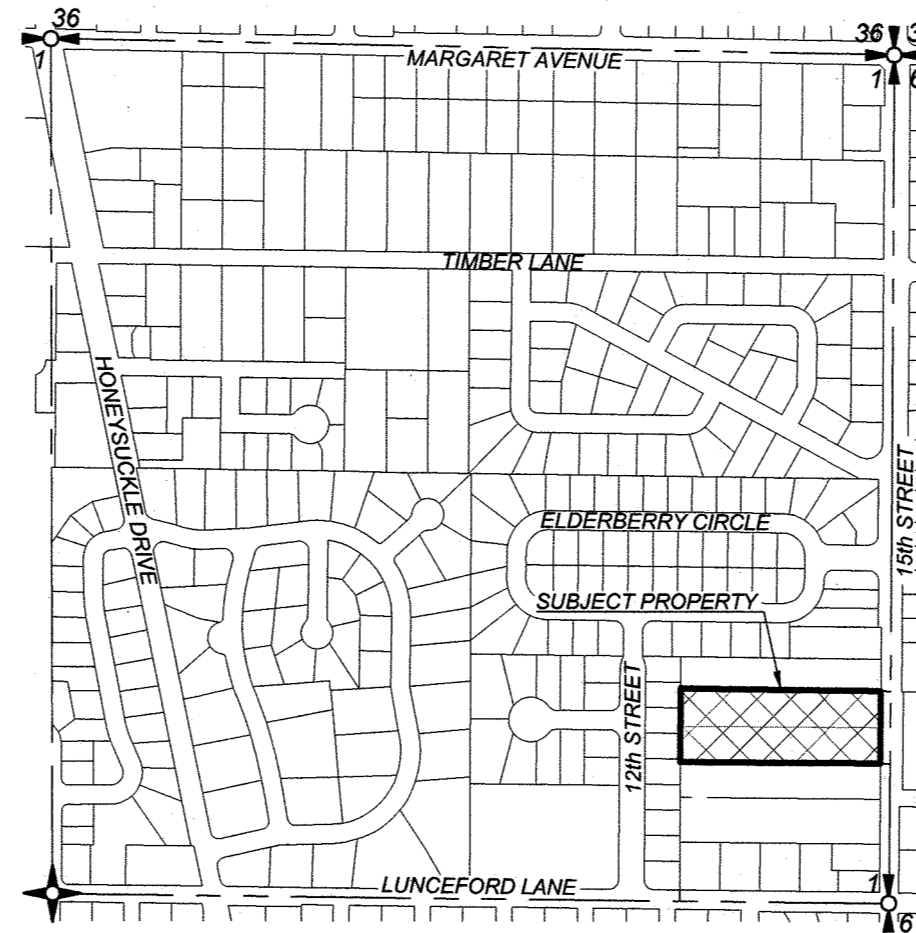 36
1
36
1
6
MARGARET AVENUE
TIMBER LANE
HONEYSUCKLE DRIVE
15th STREET
ELDERBERRY CIRCLE
SUBJECT PROPERTY
12th STREET
LUNCEFORD LANE
1
6